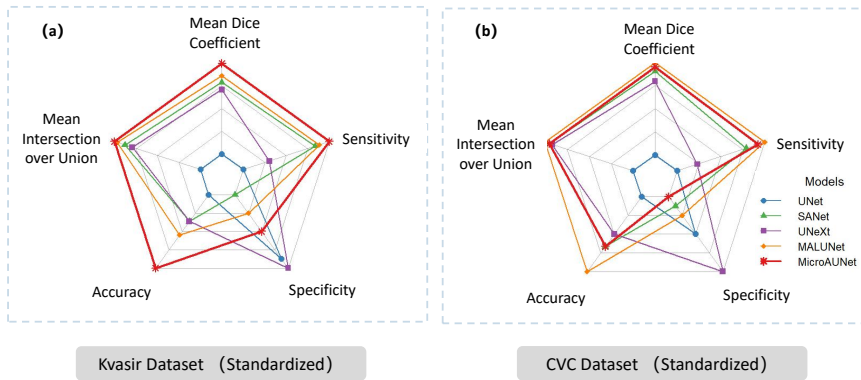 (a)
Mean Dice
Coefficient
Mean
Intersection
over Union
Sensitivity
Accuracy
Specificity
Kvasir Dataset （Standardized）
(b)
Mean Dice
Coefficient
Mean
Intersection
over Union
Sensitivity
Accuracy
Specificity
Models
UNet
SANet
UNeXt
MALUNet
MicroAUNet
CVC Dataset （Standardized）